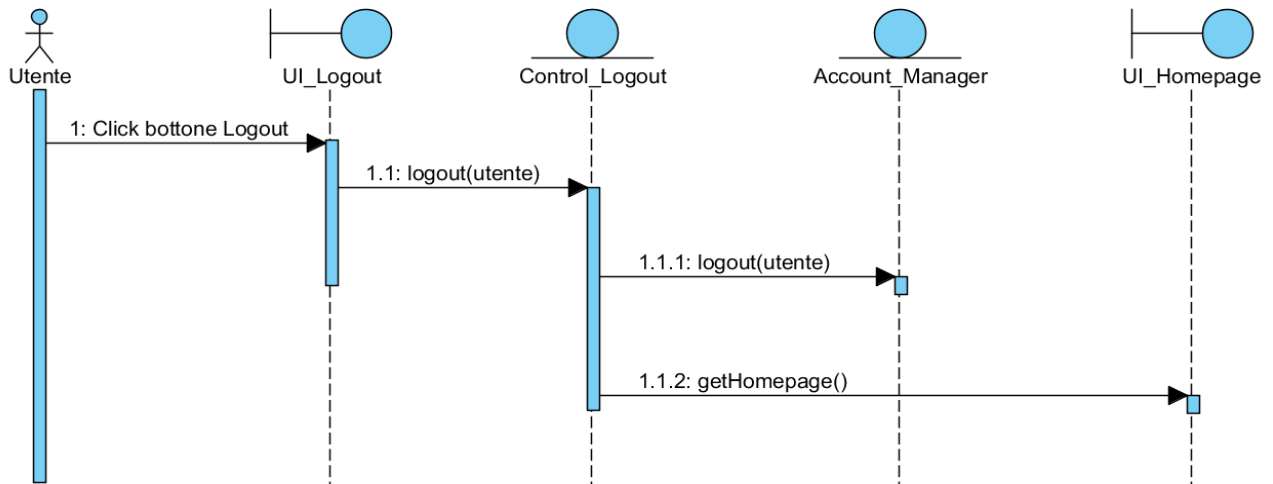 Utente
UI_Logout
Control_Logout
Account_Manager
UI_Homepage
1: Click bottone Logout
1.1: logout(utente)
1.1.1: logout(utente)
1.1.2: getHomepage()